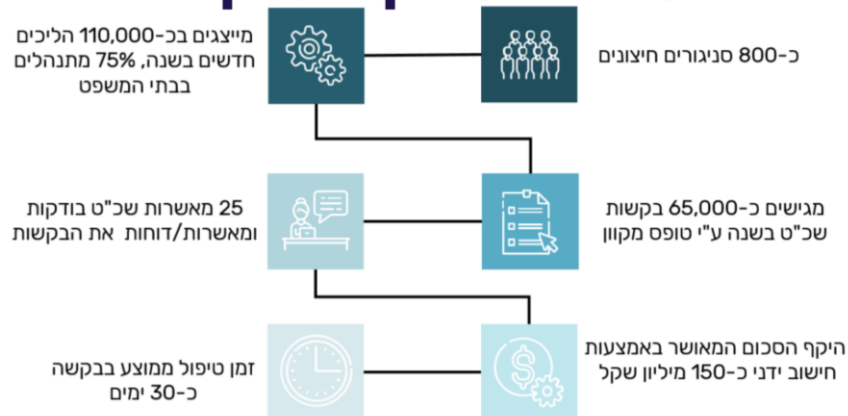 כ-800 סניגורים חיצונים
מייצגים בכ-110,000 הליכים
חדשים בשנה, 75% מתנהלים
בבתי המשפט
מגישים כ-65,000 בקשות
שכ"ט בשנה ע"י טופס מקוון
25 מאשרות שכ"ט בודקות
ומאשרות/דוחות את הבקשות
היקף הסכום המאושר באמצעות
חישוב ידני כ-150 מיליון שקל
זמן טיפול ממוצע בבקשה
כ-30 ימים